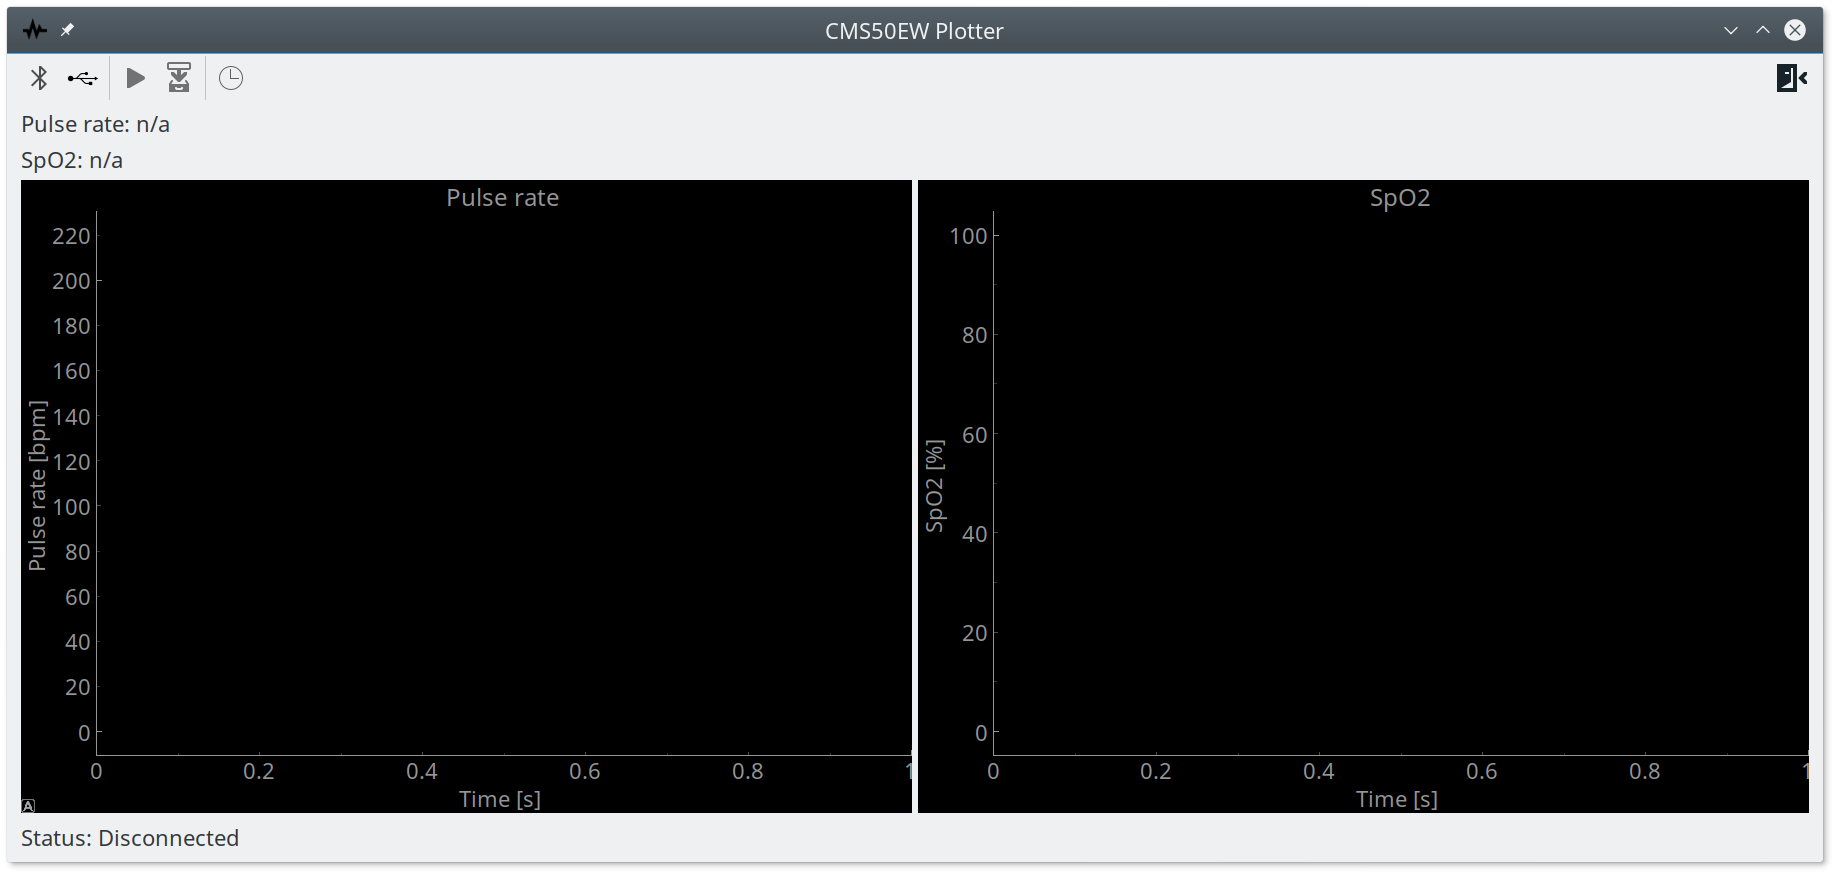 CMS50EW Plotter
Pulse rate: n/a
SpO2: n/a
Pulse rate
220
200
180
160
140
120
100
80
60
40
20
0
Pulse rate [bpm]
0 0.2 0.4 0.6 0.8 1
Time [s]
A
SpO2
100
80
60
40
20
0
SpO2 [%]
0 0.2 0.4 0.6 0.8 1
Time [s]
Status: Disconnected